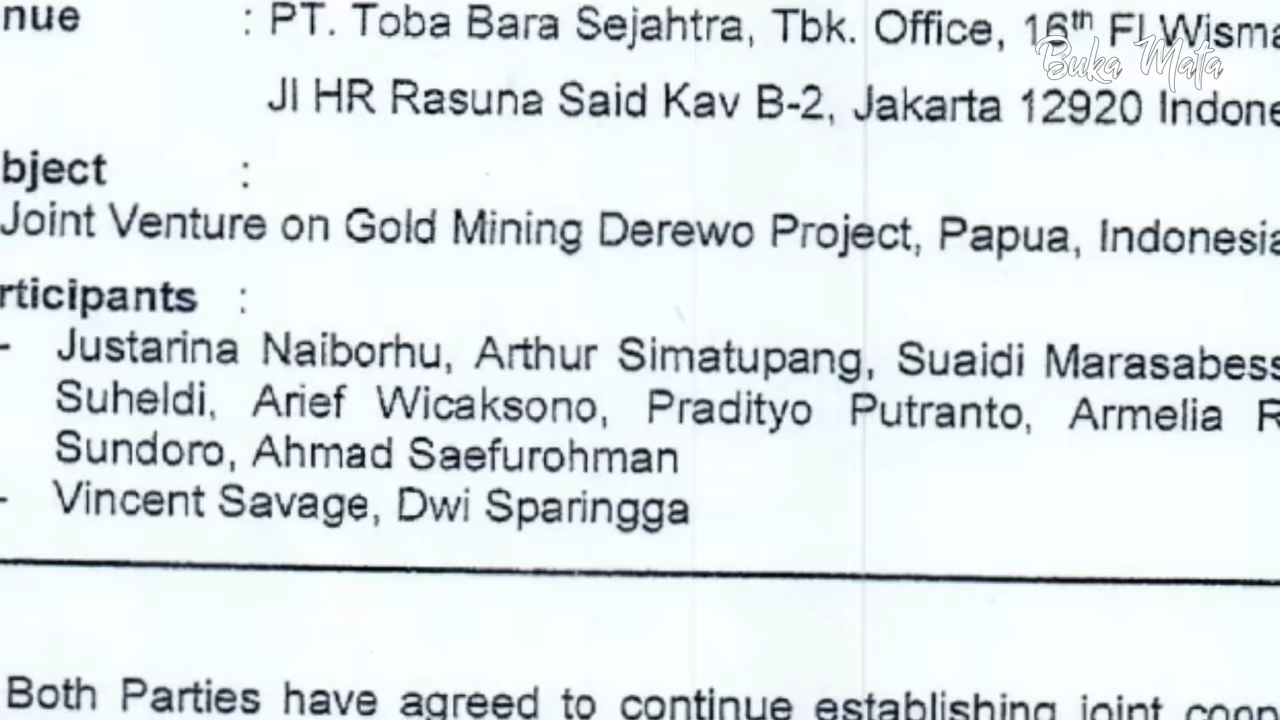 nue : PT. Toba Bara Sejahtra, Tbk. Office, 16th Fl Wisma
Buka Mata
Jl HR Rasuna Said Kav B-2, Jakarta 12920 Indone
bject :
Joint Venture on Gold Mining Derewo Project, Papua, Indonesia
rticipants :
- Justarina Naiborhu, Arthur Simatupang, Suaidi Marasabess
Suheldi, Arief Wicaksono, Pradityo Putranto, Armelia R
Sundoro, Ahmad Saefurohman
- Vincent Savage, Dwi Sparingga
Both Parties have agreed to continue establishing joint coop